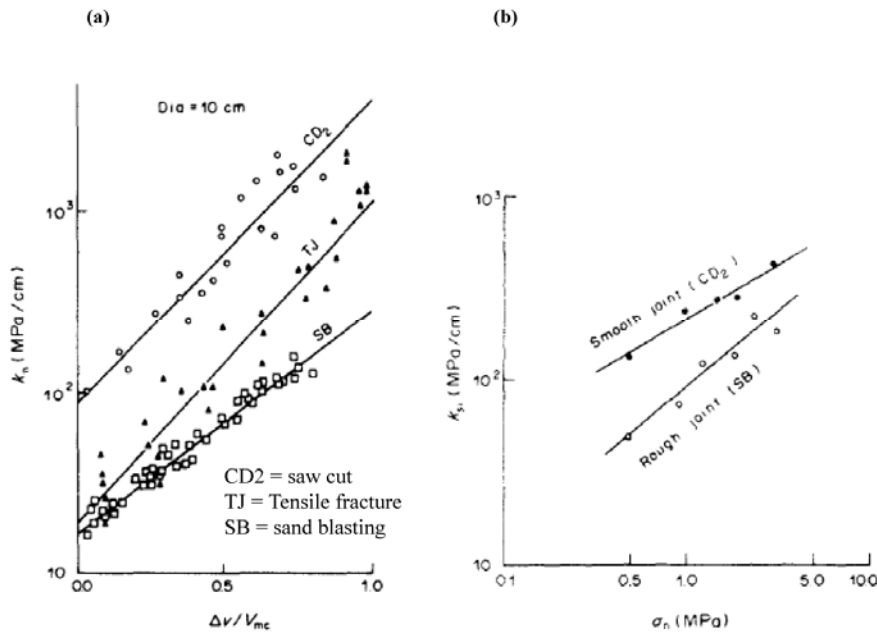 (a)
Dia = 10 cm
CD₂
TJ
SB
CD2 = saw cut
TJ = Tensile fracture
SB = sand blasting
kₙ (MPa/cm)
10³
10²
10
0.0
0.5
1.0
Δv/Vmc
(b)
Smooth joint (CD₂)
Rough joint (SB)
kₛᵢ (MPa/cm)
10³
10²
10
0.1
0.5
1.0
5.0
10.0
σₙ (MPa)